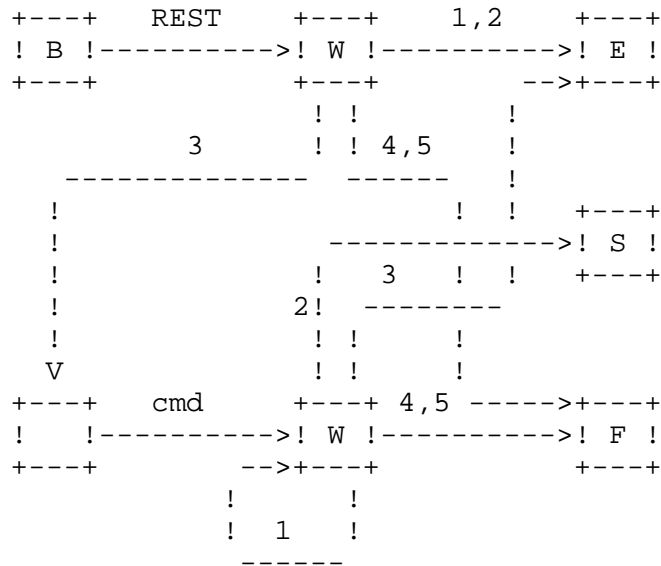 +---+   REST    +---+    1,2    +---+
! B !---------->! W !---------->! E !
+---+           +---+        -->+---+
                 ! !        !
          3      ! ! 4,5    !
   -------------   ------   !
  !                      !  !   +---+
  !                -------------->! S !
  !              !   3   !  !   +---+
  !             2!  --------
  !              ! !     !
  V              ! !     !
+---+   cmd     +---+ 4,5 ----->+---+
!   !---------->! W !---------->! F !
+---+        -->+---+           +---+
            !      !
            !  1   !
             ------